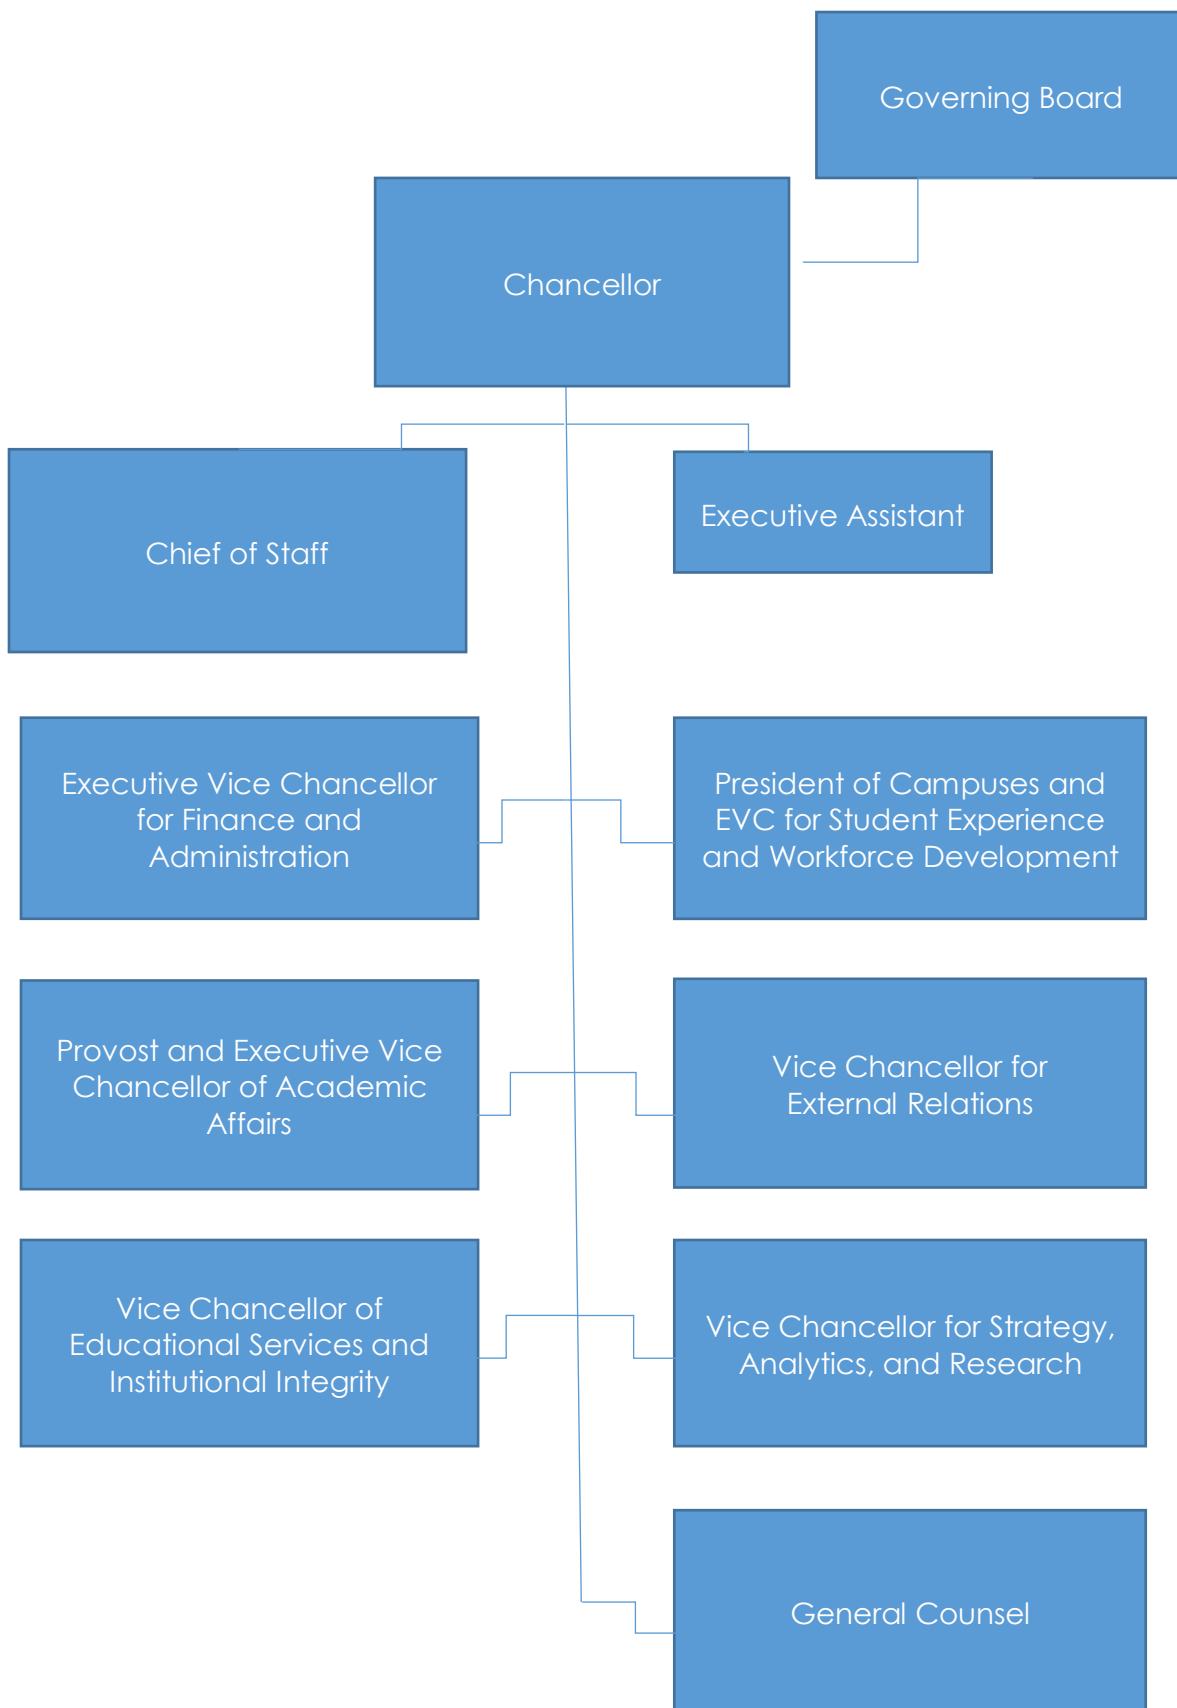 Governing Board
Chancellor
Chief of Staff
Executive Assistant
Executive Vice Chancellor
for Finance and
Administration
President of Campuses and
EVC for Student Experience
and Workforce Development
Provost and Executive Vice
Chancellor of Academic
Affairs
Vice Chancellor for
External Relations
Vice Chancellor of
Educational Services and
Institutional Integrity
Vice Chancellor for Strategy,
Analytics, and Research
General Counsel